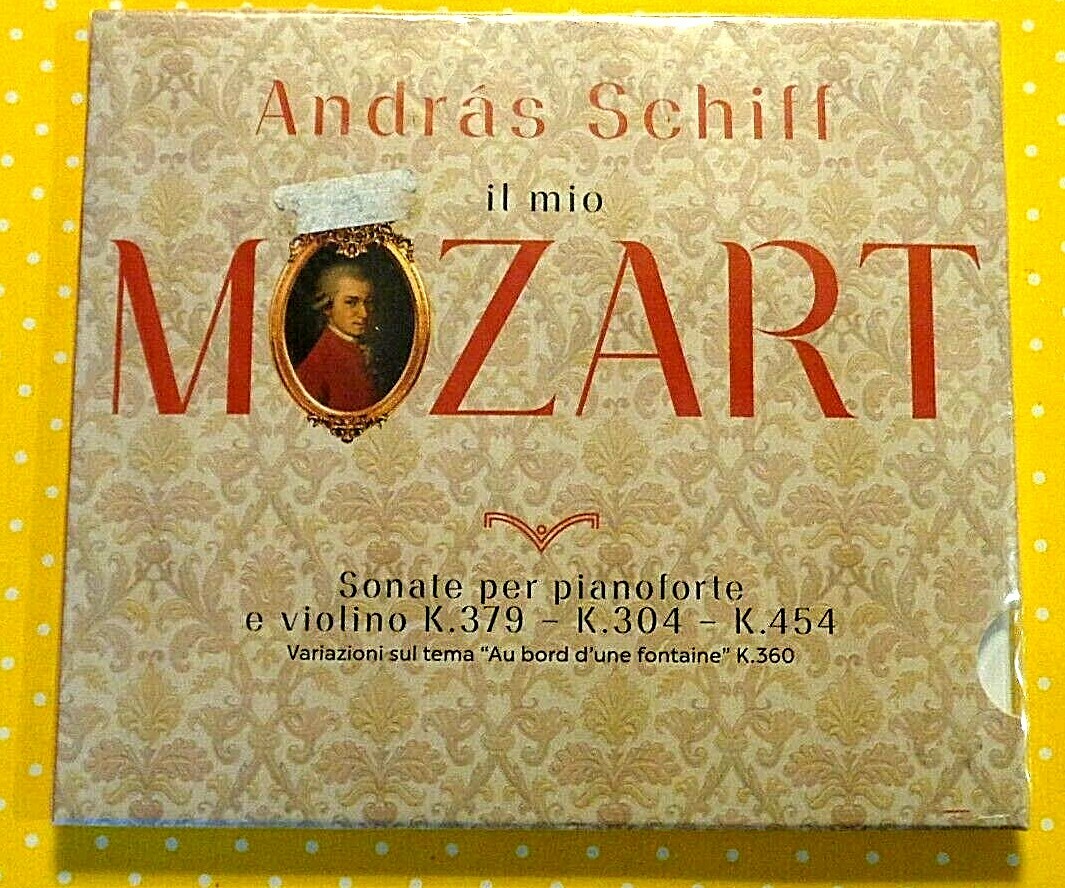 András Schiff
il mio
MOZART
Sonate per pianoforte
e violino K.379 – K.304 – K.454
Variazioni sul tema “Au bord d'une fontaine” K.360